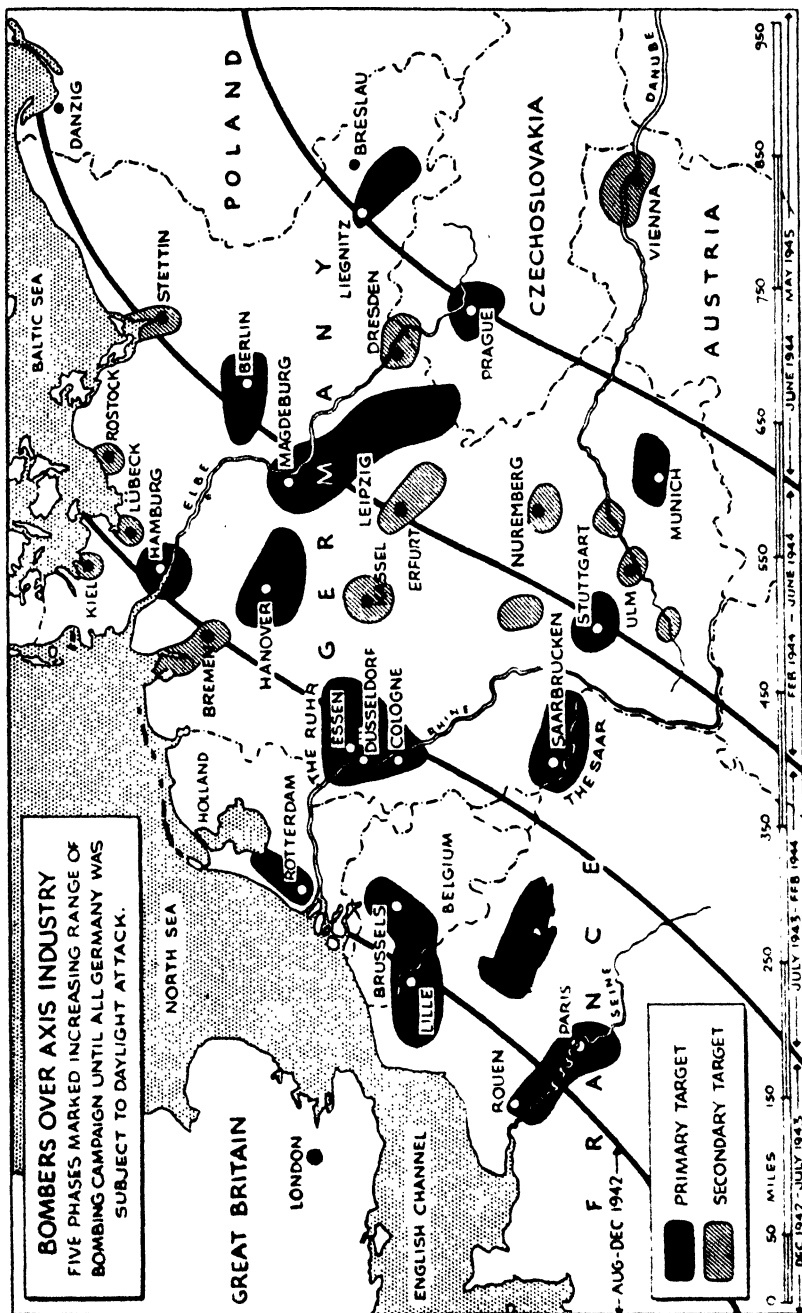 BOMBERS OVER AXIS INDUSTRY
FIVE PHASES MARKED INCREASING RANGE OF
BOMBING CAMPAIGN UNTIL ALL GERMANY WAS
SUBJECT TO DAYLIGHT ATTACK.
BALTIC SEA
DANZIG
NORTH SEA
KIEL
LÜBECK
ROSTOCK
STETTIN
POLAND
HAMBURG
BREMEN
ELBE
HOLLAND
HANOVER
BERLIN
GREAT BRITAIN
ROTTERDAM
THE RUHR
MAGDEBURG
BRESLAU
LONDON
ESSEN
DUSSELDORF
COLOGNE
GERMANY
LIEGNITZ
KASSEL
LEIPZIG
DRESDEN
ERFURT
BRUSSELS
LILLE
BELGIUM
RHINE
PRAGUE
ENGLISH CHANNEL
CZECHOSLOVAKIA
NUREMBERG
ROUEN
PARIS
SEINE
SAARBRUCKEN
THE SAAR
STUTTGART
ULM
MUNICH
DANUBE
VIENNA
FRANCE
AUSTRIA
AUG-DEC 1942
PRIMARY TARGET
SECONDARY TARGET
0 50 MILES 150 250 350 450 550 650 750 850 950
DEC 1942-JULY 1943
JULY 1943-FEB 1944
FEB 1944 - JUNE 1944
JUNE 1944 - MAY 1945